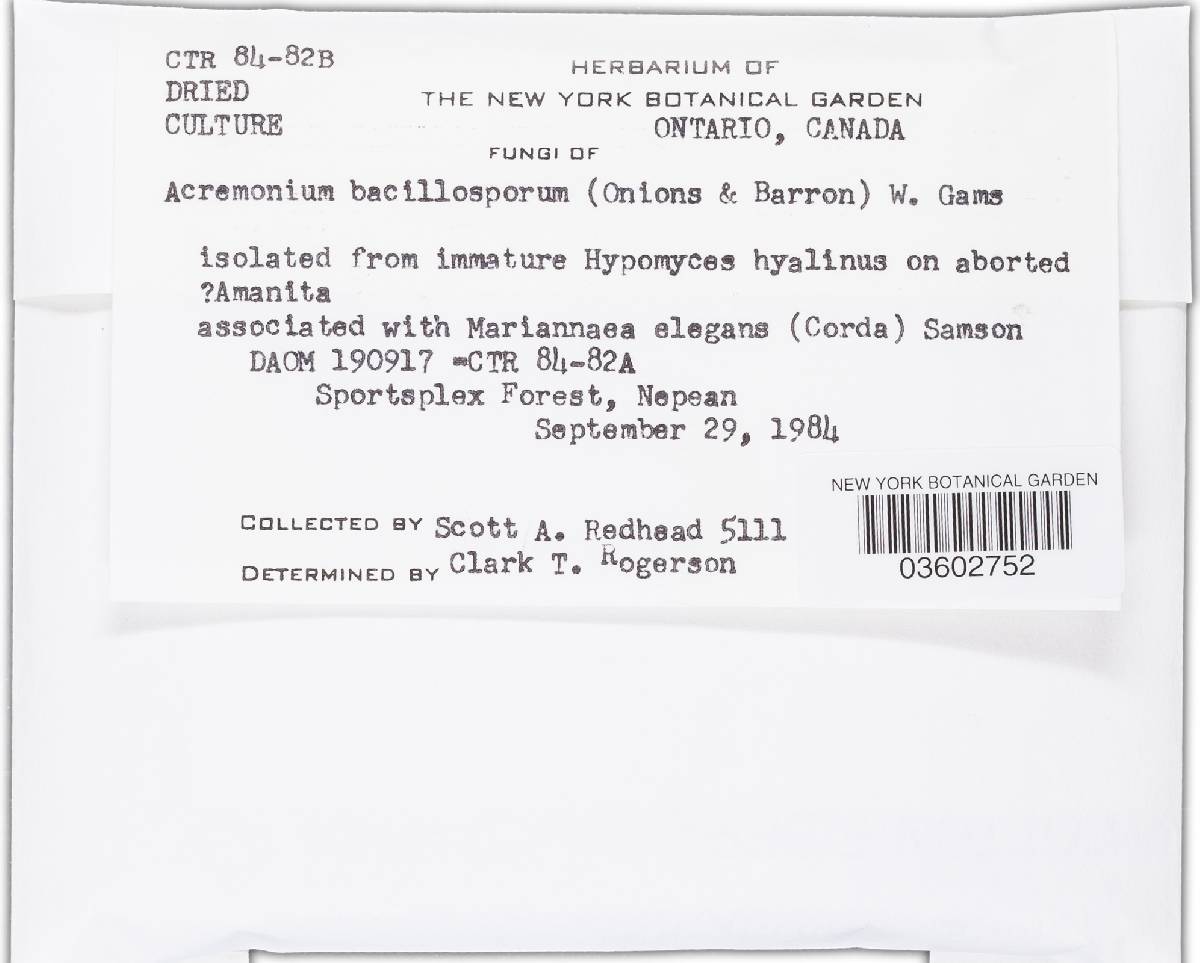 CTR 84-82B
DRIED
CULTURE
HERBARIUM OF
THE NEW YORK BOTANICAL GARDEN
ONTARIO, CANADA
FUNGI OF
Acremonium bacillosporum (Onions & Barron) W. Gams
isolated from immature Hypomyces hyalinus on aborted
?Amanita
associated with Mariannaea elegans (Corda) Samson
DAOM 190917 =CTR 84-82A
Sportsplex Forest, Nepean
September 29, 1984
COLLECTED BY Scott A. Redhead 5111
DETERMINED BY Clark T. Rogerson
NEW YORK BOTANICAL GARDEN
03602752